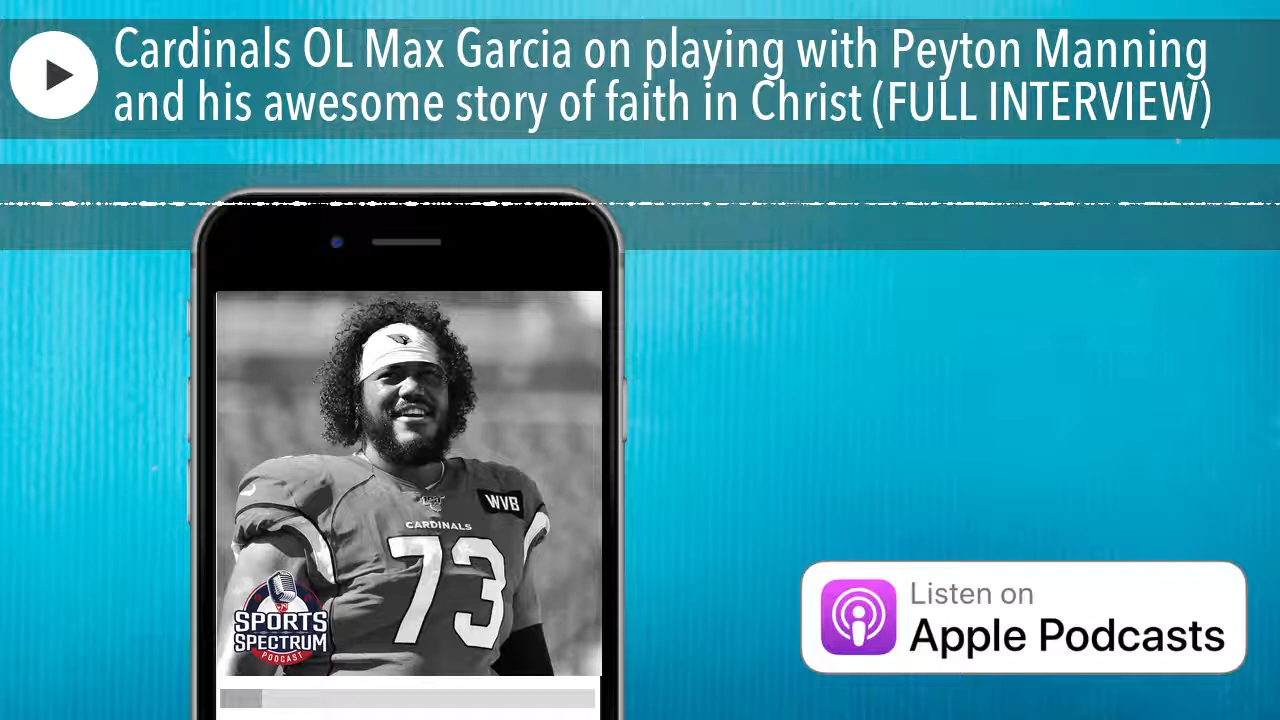 Cardinals OL Max Garcia on playing with Peyton Manning
and his awesome story of faith in Christ (FULL INTERVIEW)
WVB
CARDINALS
73
SPORTS
SPECTRUM
PODCAST
Listen on
Apple Podcasts